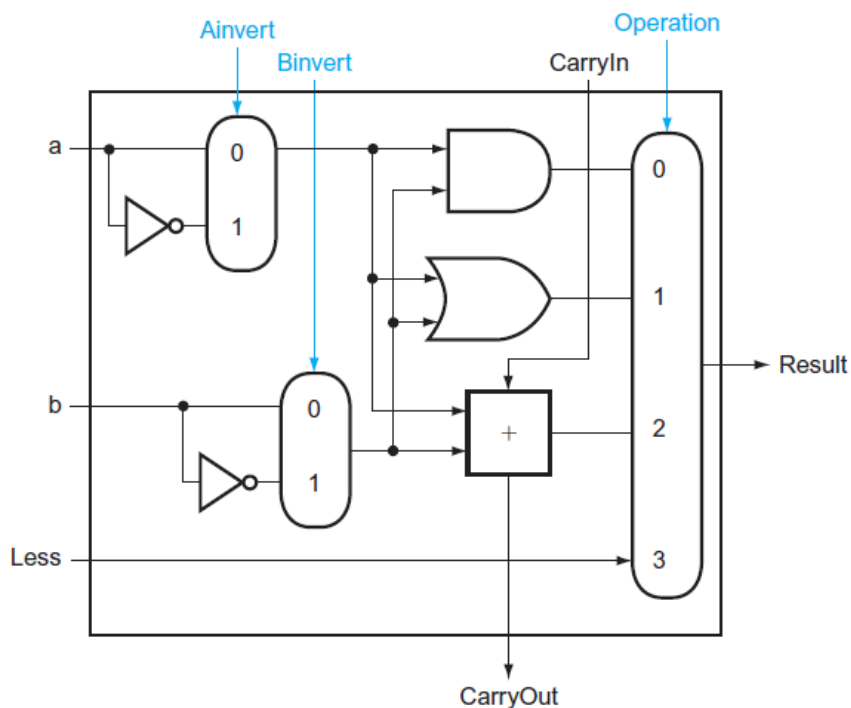 Ainvert
Operation
Binvert
CarryIn
a
0
0
1
1
Result
b
0
2
+
1
Less
3
CarryOut